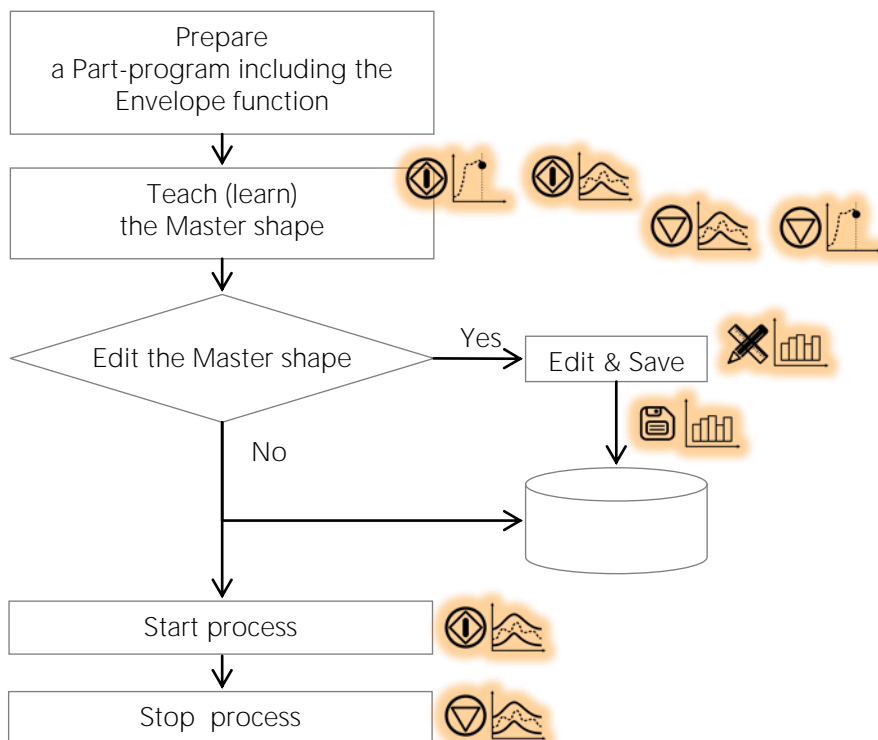 Prepare
a Part-program including the
Envelope function
Teach (learn)
the Master shape
Edit the Master shape
Yes
Edit & Save
No
Start process
Stop process